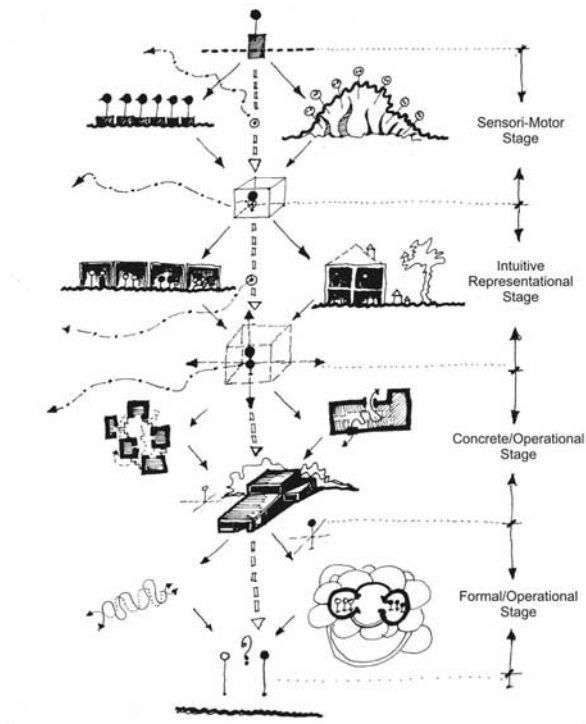 Sensori-Motor
Stage
Intuitive
Representational
Stage
Concrete/Operational
Stage
Formal/Operational
Stage
?